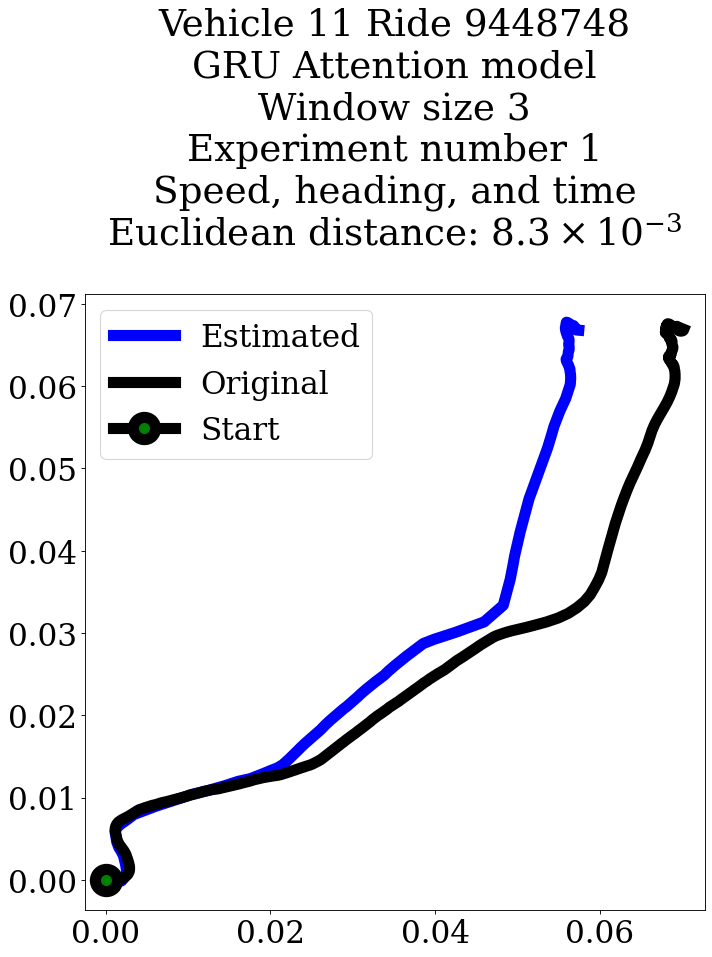 Vehicle 11 Ride 9448748
GRU Attention model
Window size 3
Experiment number 1
Speed, heading, and time
Euclidean distance: 8.3 × 10⁻³
0.07
0.06
0.05
0.04
0.03
0.02
0.01
0.00
Estimated
Original
Start
0.00 0.02 0.04 0.06